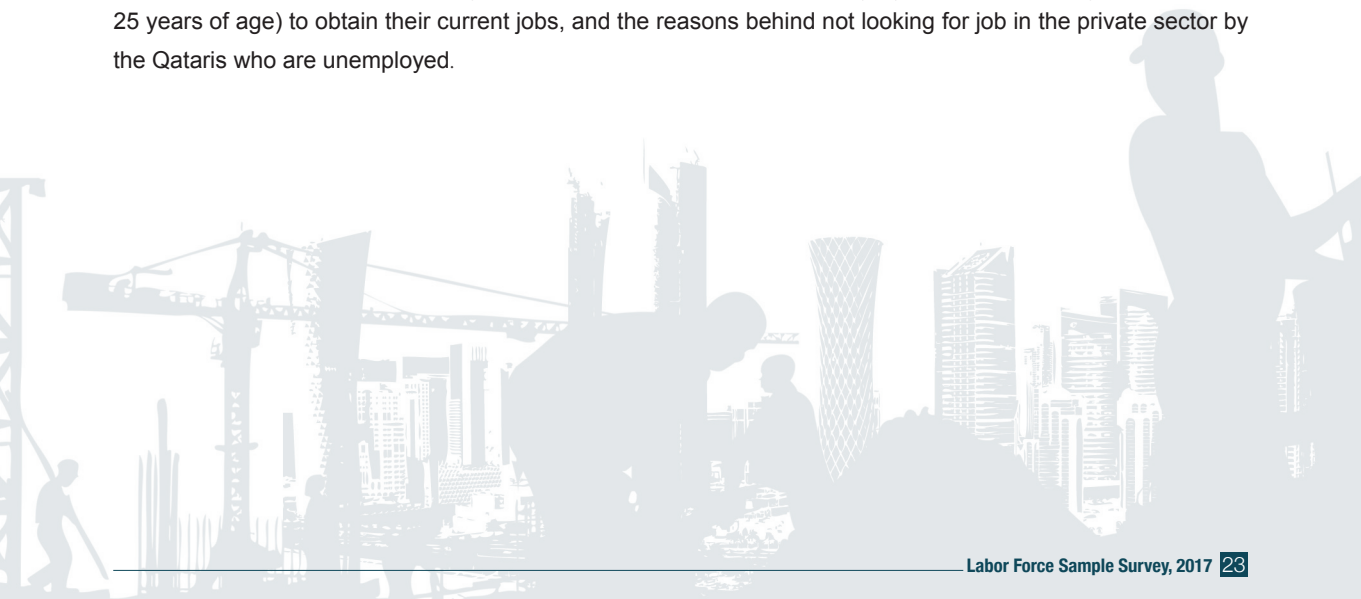 25 years of age) to obtain their current jobs, and the reasons behind not looking for job in the private sector by
the Qataris who are unemployed.
Labor Force Sample Survey, 2017 23